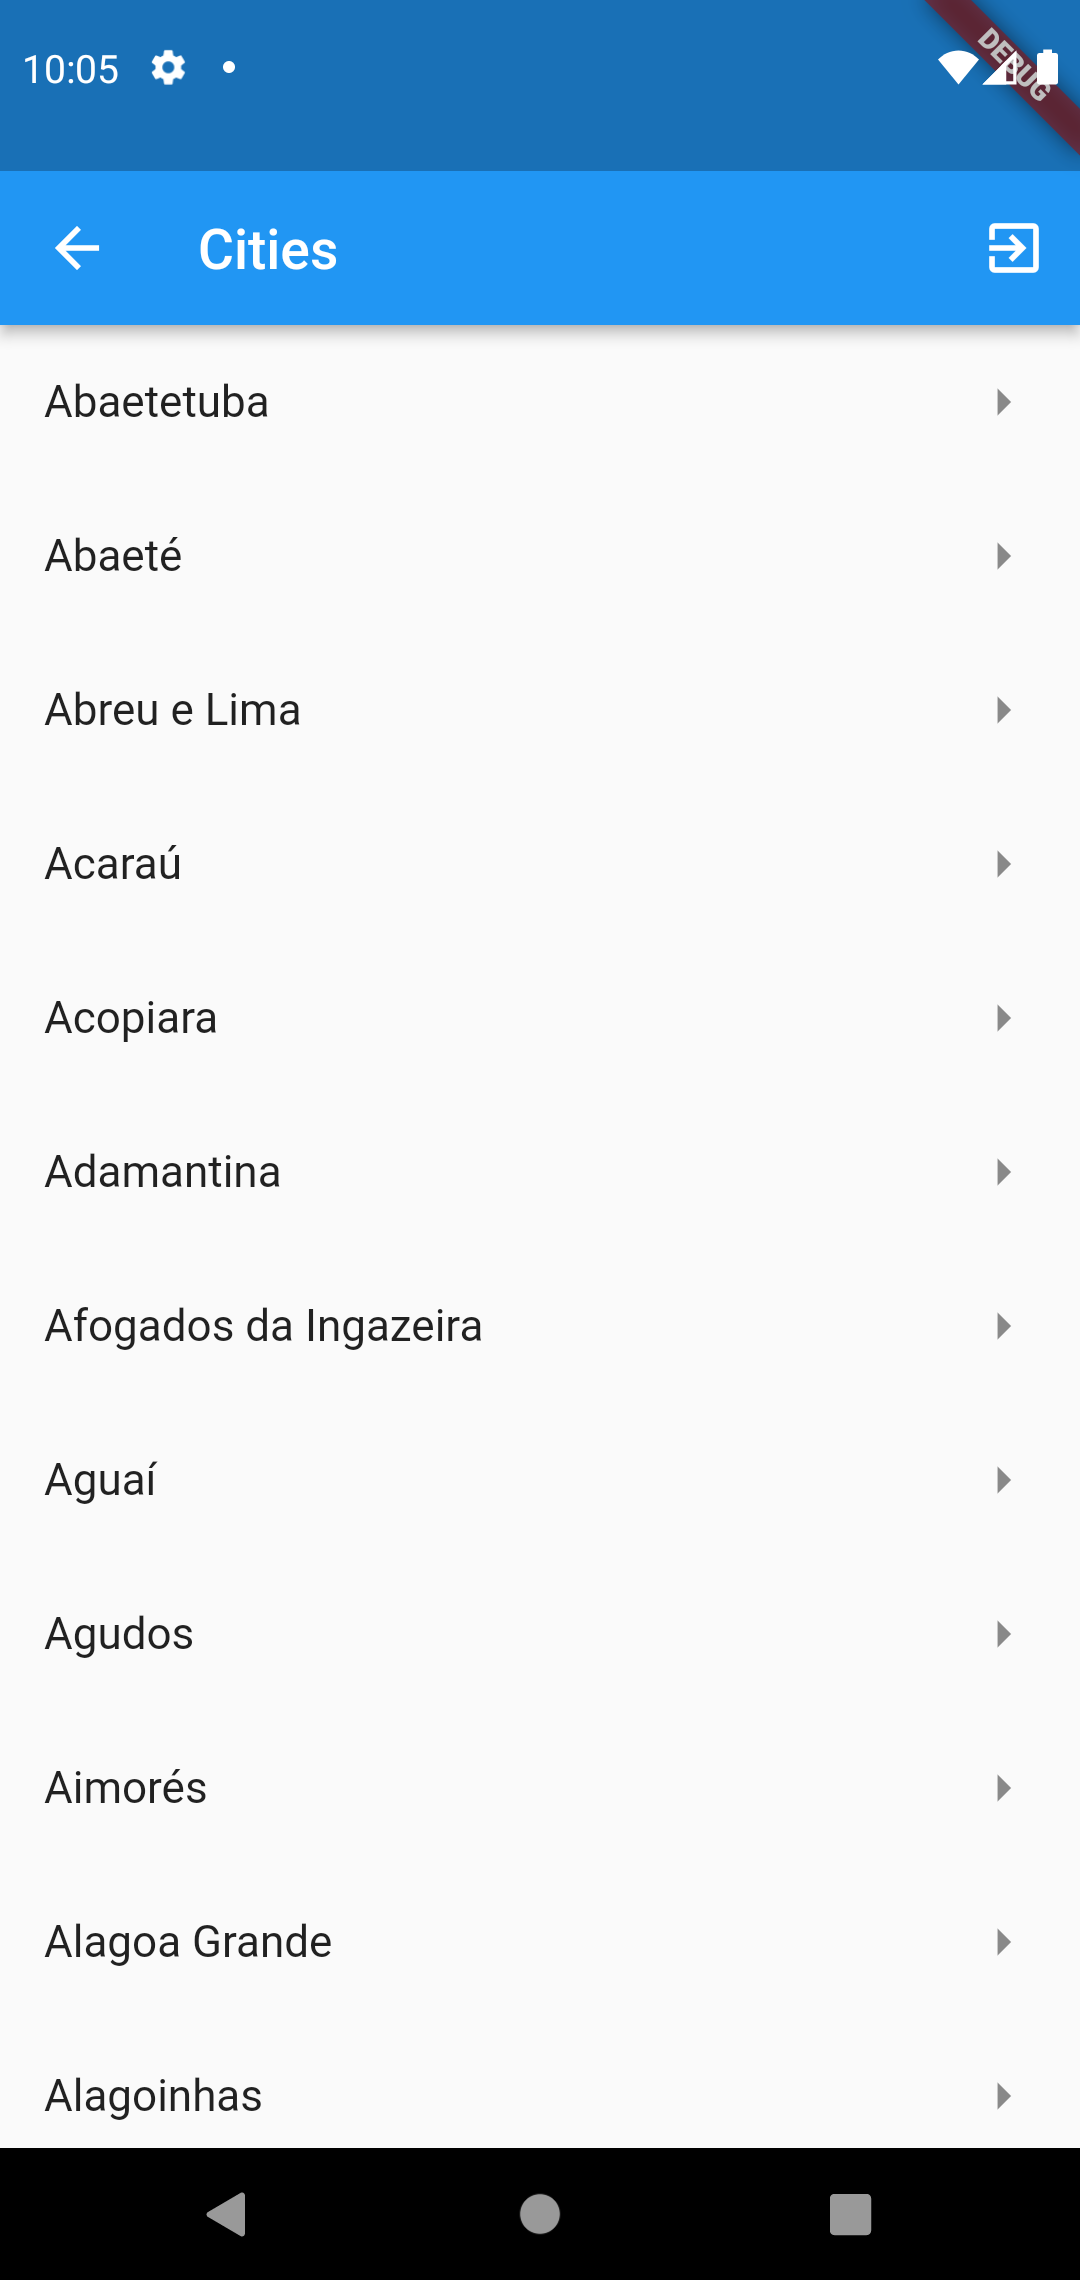 10:05
DEBUG
Cities
Abaetetuba
Abaeté
Abreu e Lima
Acaraú
Acopiara
Adamantina
Afogados da Ingazeira
Aguaí
Agudos
Aimorés
Alagoa Grande
Alagoinhas